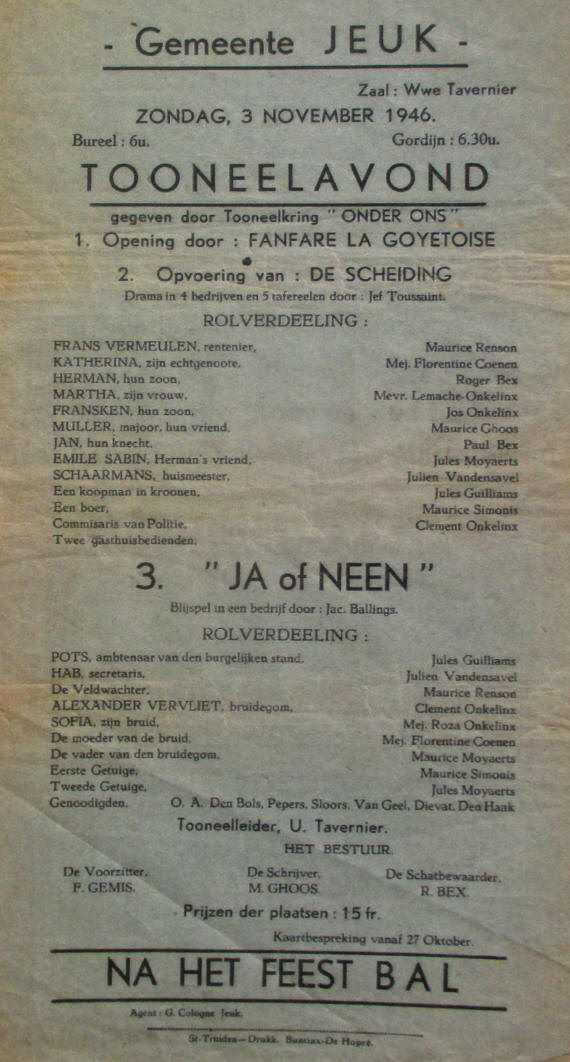 - Gemeente JEUK -
Zaal : Wwe Tavernier
ZONDAG, 3 NOVEMBER 1946.
Bureel : 6u. Gordijn : 6.30u.
TOONEELAVOND
gegeven door Tooneelkring " ONDER ONS "
1. Opening door : FANFARE LA GOYETOISE
2. Opvoering van : DE SCHEIDING
Drama in 4 bedrijven en 5 tafereelen door : Jef Toussaint.
ROLVERDEELING :
FRANS VERMEULEN, rentenier, Maurice Renson
KATHERINA, zijn echtgenoote, Mej. Florentine Coenen
HERMAN, hun zoon, Roger Bex
MARTHA, zijn vrouw, Mevr. Lemache-Onkelinx
FRANSKEN, hun zoon, Jos Onkelinx
MULLER, majoor, hun vriend, Maurice Ghoos
JAN, hun knecht, Paul Bex
EMILE SABIN, Herman's vriend, Jules Moyaerts
SCHAARMANS, huismeester, Julien Vandensavel
Een koopman in kroonen, Jules Guilliams
Een boer, Maurice Simonis
Commisaris van Politie, Clement Onkelinx
Twee gasthuisbedienden,
3. " JA of NEEN "
Blijspel in een bedrijf door : Jac. Ballings.
ROLVERDEELING :
POTS, ambtenaar van den burgelijken stand, Jules Guilliams
HAB, secretaris, Julien Vandensavel
De Veldwachter, Maurice Renson
ALEXANDER VERVLIET, bruidegom, Clement Onkelinx
SOFIA, zijn bruid, Mej. Roza Onkelinx
De moeder van de bruid, Mej. Florentine Coenen
De vader van den bruidegom, Maurice Moyaerts
Eerste Getuige, Maurice Simonis
Tweede Getuige, Jules Moyaerts
Genoodigden, O. A. Den Bols, Pepers, Sloors, Van Geel, Dievat, Den Haak
Tooneelleider, U. Tavernier.
HET BESTUUR.
De Voorzitter, De Schrijver, De Schatbewaarder,
F. GEMIS. M. GHOOS R. BEX.
Prijzen der plaatsen : 15 fr.
Kaartbespreking vanaf 27 Oktober.
NA HET FEEST BAL
Agent : G. Cologne Jeuk.
St-Truiden — Drukk. Buntinx-De Hopré.